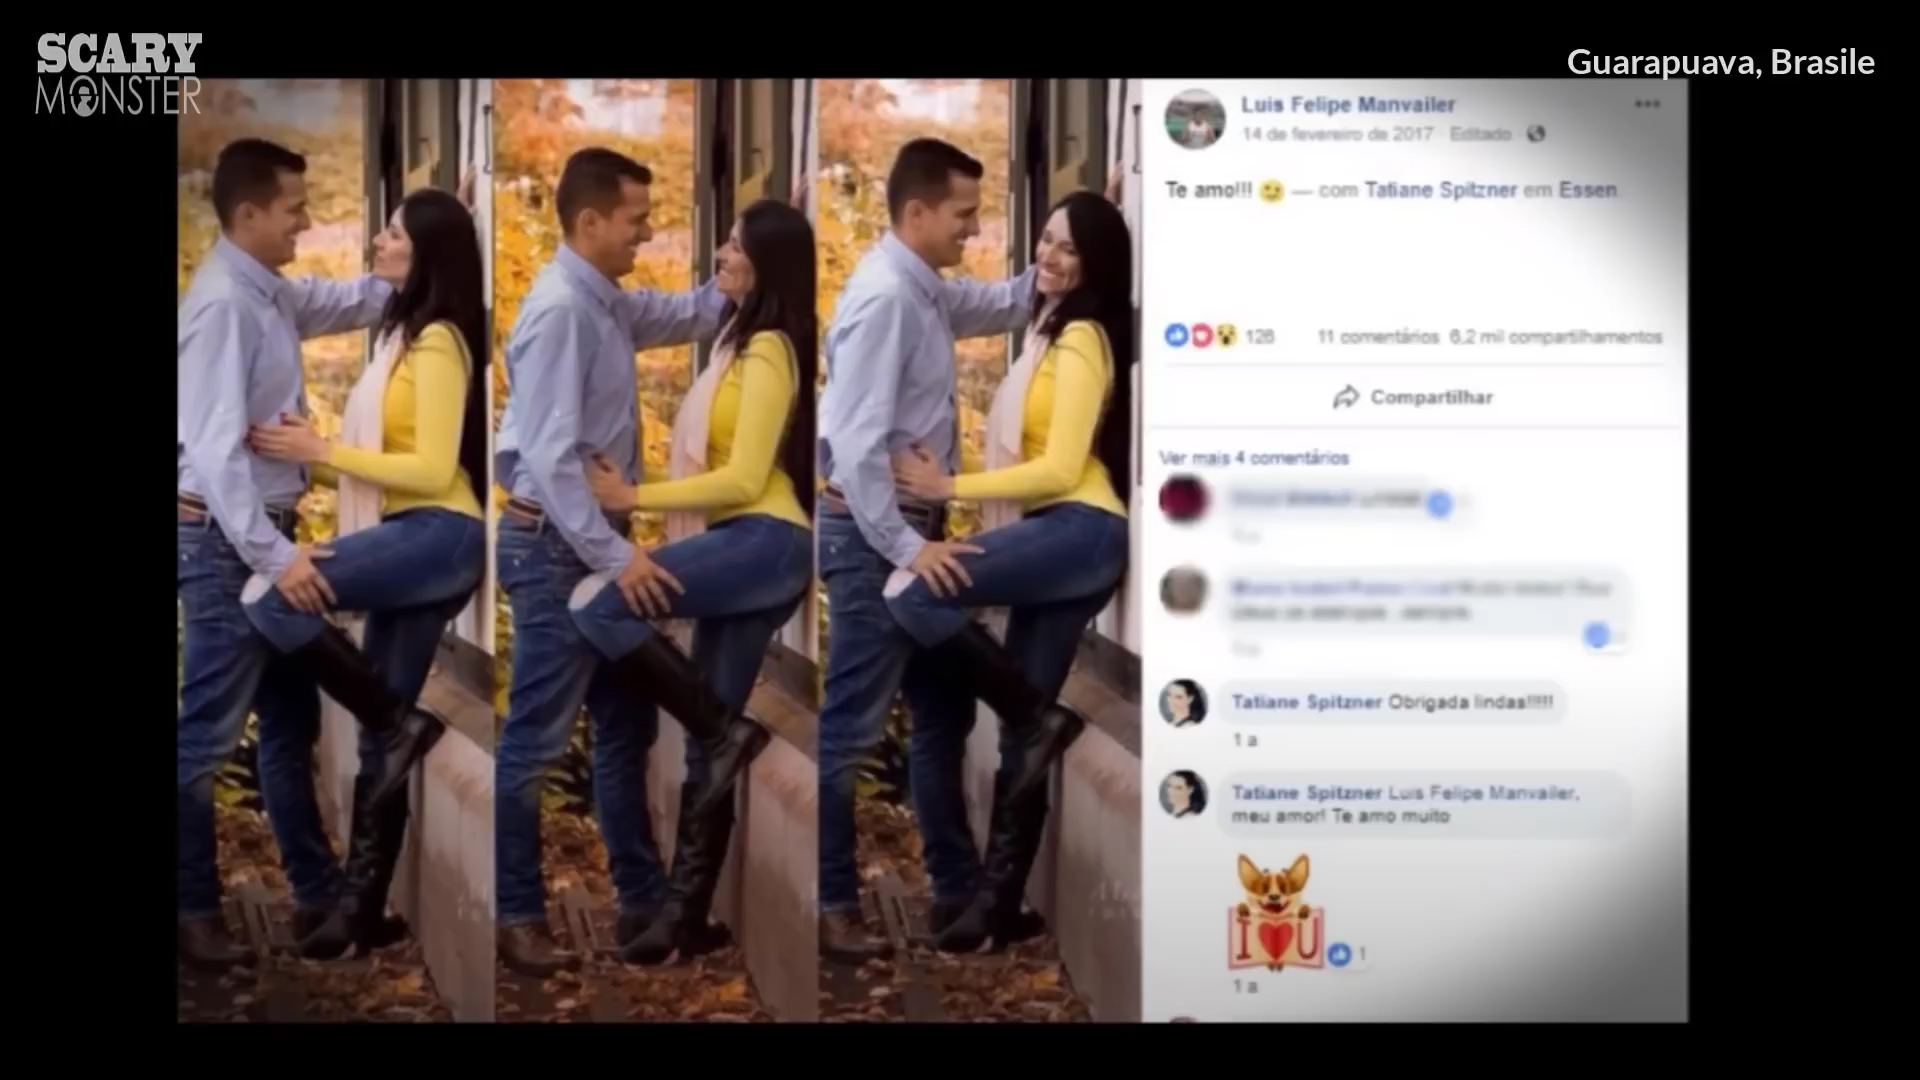 SCARY
MONSTER
Guarapuava, Brasile
Luis Felipe Manvailer
14 de fevereiro de 2017 Editado
Te amo!!! — com Tatiane Spitzner em Essen
126 11 comentários 6,2 mil compartilhamentos
Compartilhar
Ver mais 4 comentários
Tatiane Spitzner Obrigada lindas!!!!!
1 a
Tatiane Spitzner Luis Felipe Manvailer,
meu amor! Te amo muito
I U
1
1 a